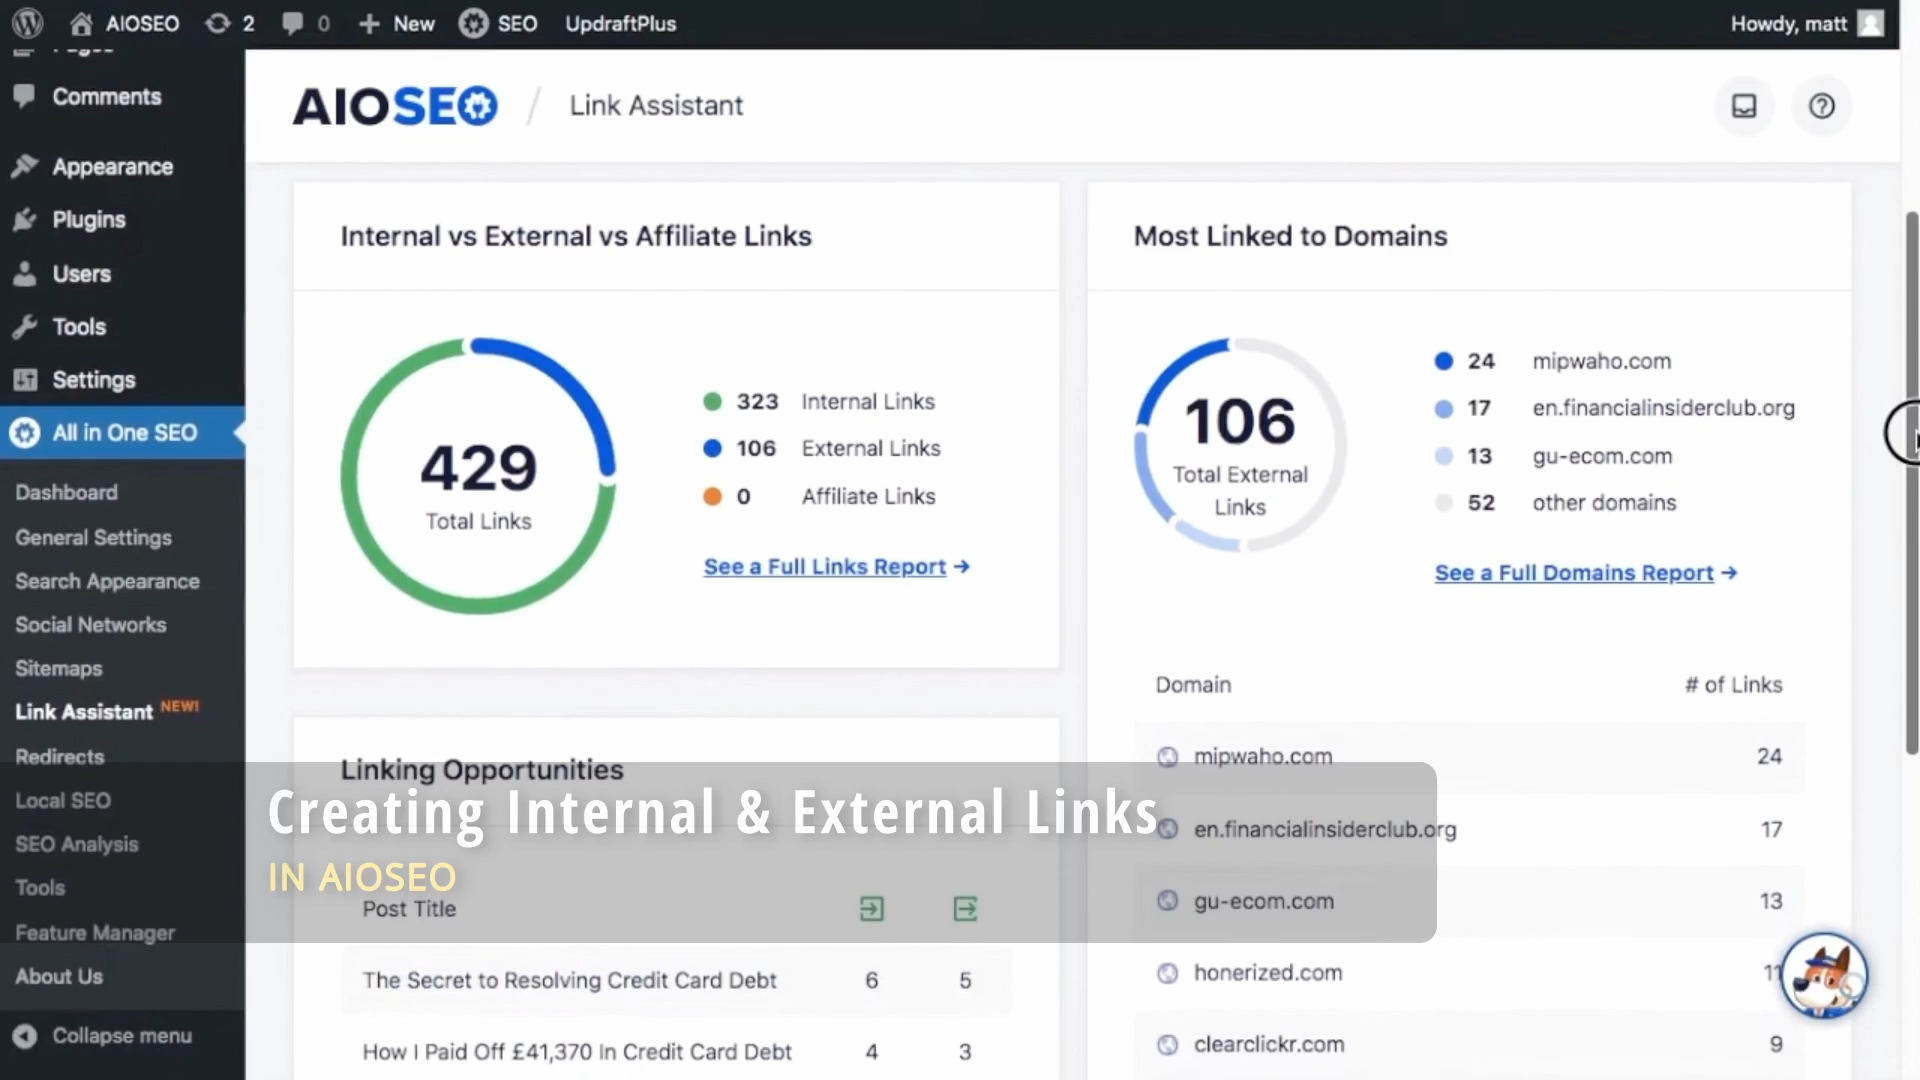 AIOSEO 2 0 New SEO UpdraftPlus Howdy, matt
Pages
Comments
Appearance
Plugins
Users
Tools
Settings
All in One SEO
Dashboard
General Settings
Search Appearance
Social Networks
Sitemaps
Link Assistant NEW!
Redirects
Local SEO
SEO Analysis
Tools
Feature Manager
About Us
Collapse menu
AIOSEO / Link Assistant
Internal vs External vs Affiliate Links
429
Total Links
323 Internal Links
106 External Links
0 Affiliate Links
See a Full Links Report →
Most Linked to Domains
106
Total External
Links
24 mipwaho.com
17 en.financialinsiderclub.org
13 gu-ecom.com
52 other domains
See a Full Domains Report →
Domain # of Links
mipwaho.com 24
en.financialinsiderclub.org 17
gu-ecom.com 13
honerized.com 11
clearclickr.com 9
Linking Opportunities
Creating Internal & External Links
IN AIOSEO
Post Title
The Secret to Resolving Credit Card Debt 6 5
How I Paid Off £41,370 In Credit Card Debt 4 3